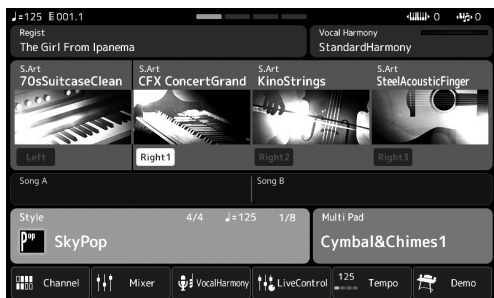 ♩=125 001.1
0 0
Regist
The Girl From Ipanema
Vocal Harmony
StandardHarmony
S.Art
70sSuitcaseClean
S.Art
CFX ConcertGrand
S.Art
KinoStrings
S.Art
SteelAcousticFinger
Left
Right1
Right2
Right3
Song A
Song B
Style
4/4 ♩=125 1/8
Pop
SkyPop
Multi Pad
Cymbal&Chimes1
Channel
Mixer
VocalHarmony
LiveControl
125
Tempo
Demo